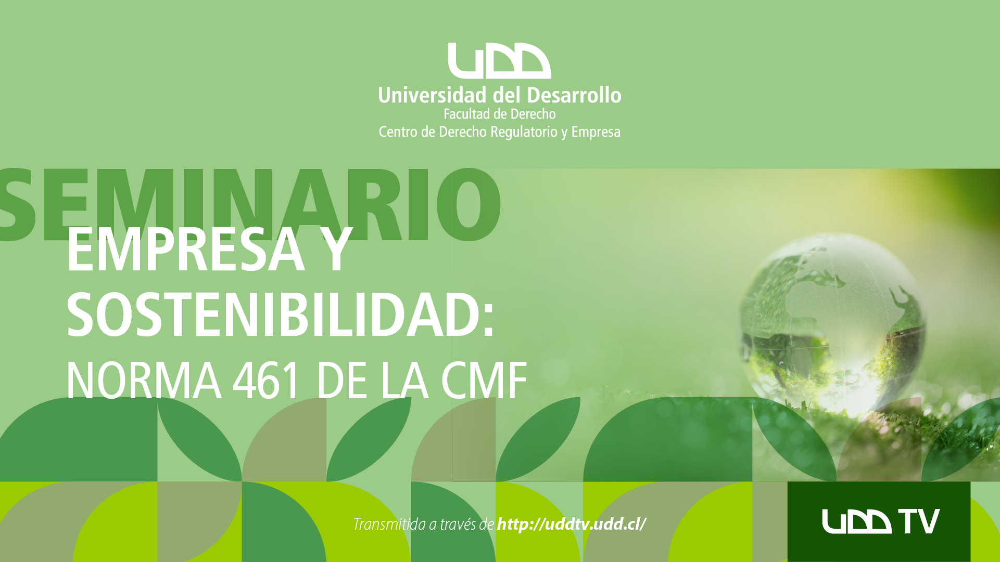 UDD
Universidad del Desarrollo
Facultad de Derecho
Centro de Derecho Regulatorio y Empresa
SEMINARIO
EMPRESA Y
SOSTENIBILIDAD:
NORMA 461 DE LA CMF
Transmitida a través de http://uddtv.udd.cl/
UDD TV